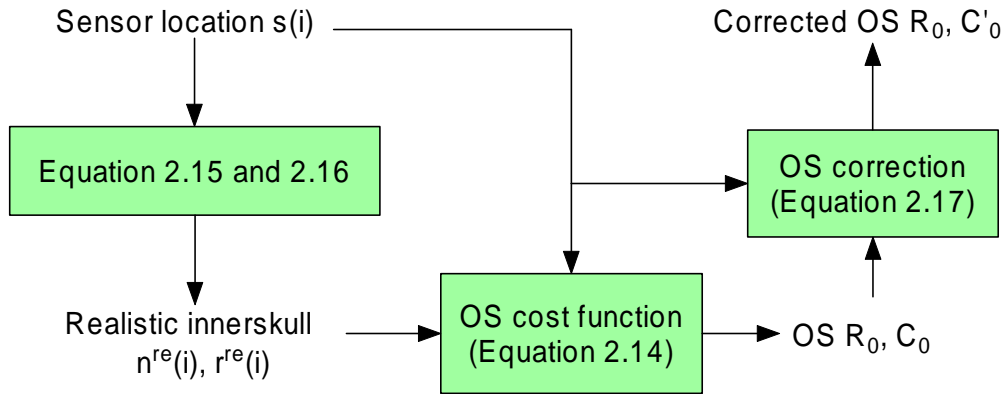 Sensor location s(i)
Corrected OS R₀, C'₀
Equation 2.15 and 2.16
OS correction
(Equation 2.17)
Realistic innerskull
nʳᵉ(i), rʳᵉ(i)
OS cost function
(Equation 2.14)
OS R₀, C₀